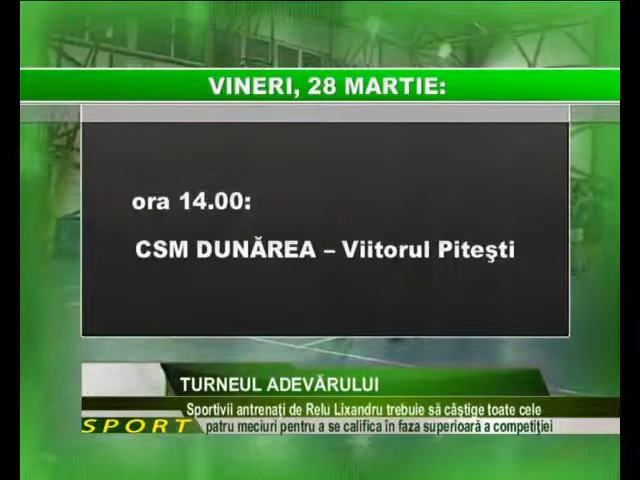 VINERI, 28 MARTIE:
ora 14.00:
CSM DUNĂREA – Viitorul Piteşti
TURNEUL ADEVĂRULUI
Sportivii antrenaţi de Relu Lixandru trebuie să câştige toate cele
SPORT patru meciuri pentru a se califica în faza superioară a competiţiei